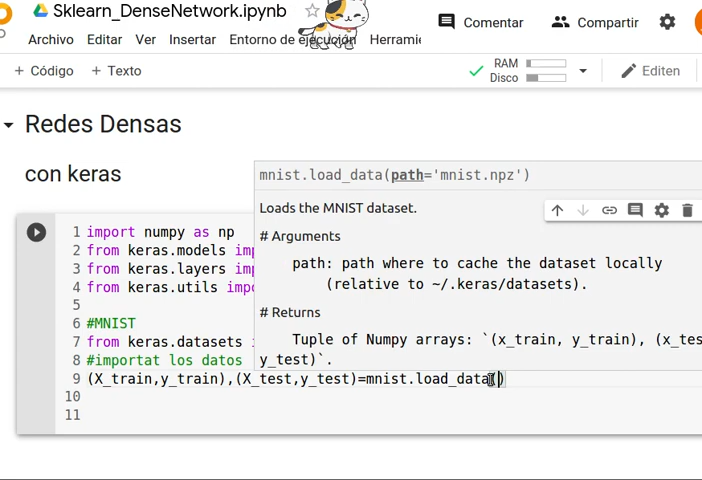 Sklearn_DenseNetwork.ipynb
Comentar
Compartir
Archivo Editar Ver Insertar Entorno de ejecución
+ Código + Texto
RAM
Disco
Redes Densas
con keras
mnist.load_data(path='mnist.npz')
Loads the MNIST dataset.
# Arguments
path: path where to cache the dataset locally
(relative to ~/.keras/datasets).
# Returns
Tuple of Numpy arrays: `(x_train, y_train), (x_tes
y_test)`.
1 import numpy as np
2 from keras.models
3 from keras.layers
4 from keras.utils
5
6 #MNIST
7 from keras.datasets
8 #importat los datos
9 (X_train,y_train),(X_test,y_test)=mnist.load_data()
10
11